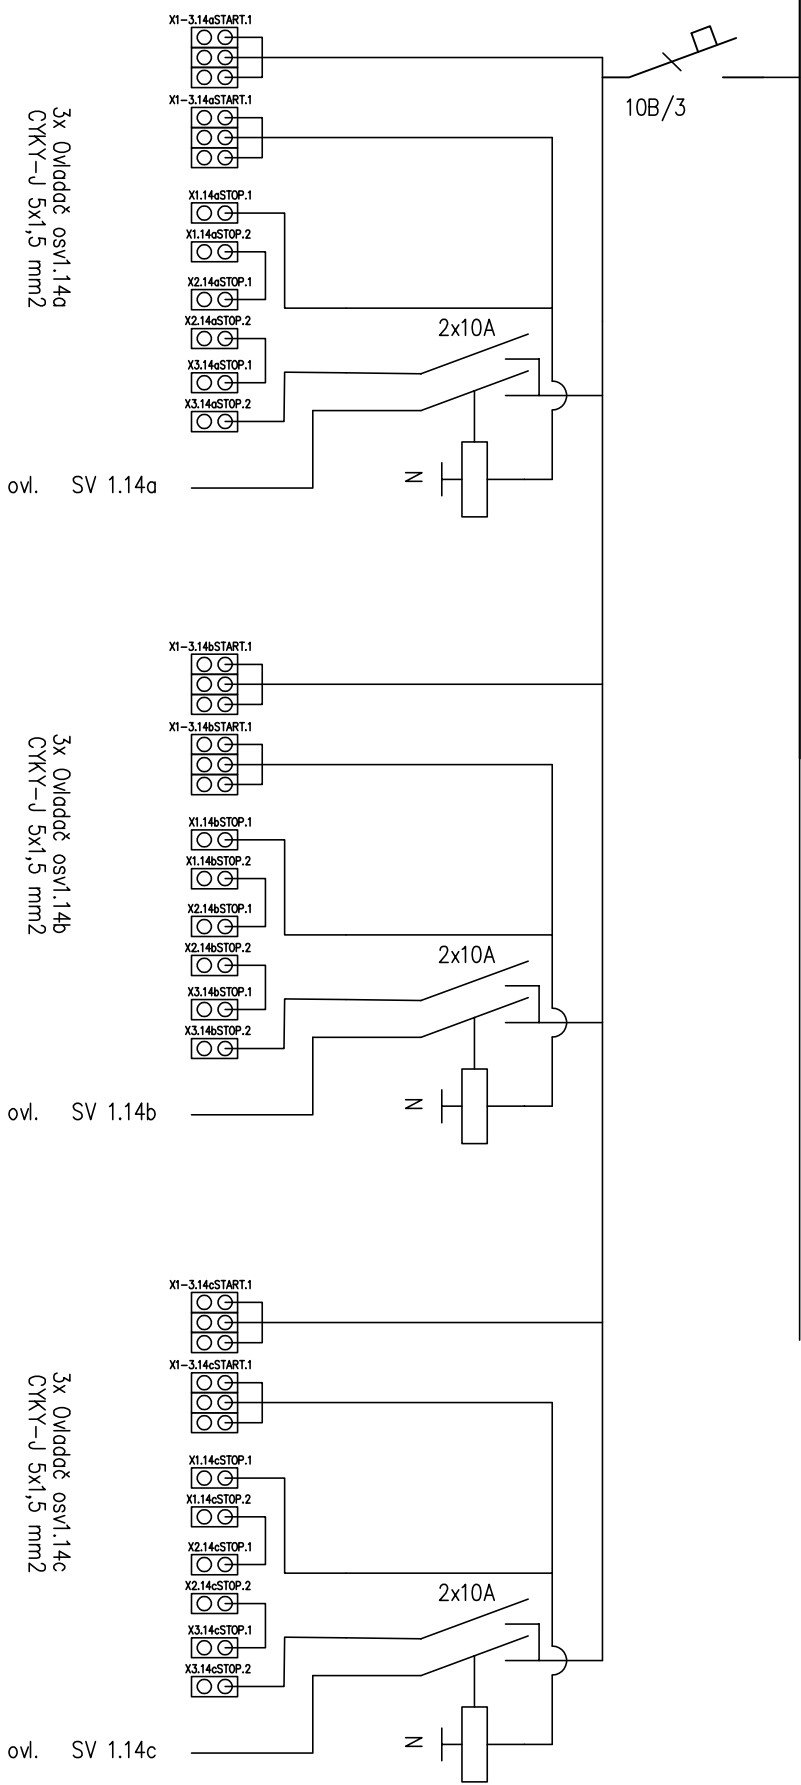 X1-3.14aSTART.1
10B/3
X1-3.14aSTART.1
3x Ovladač osv1.14a
CYKY-J 5x1,5 mm2
X1.14aSTOP.1
X1.14aSTOP.2
X2.14aSTOP.1
X2.14aSTOP.2
2x10A
X3.14aSTOP.1
X3.14aSTOP.2
N
ovl. SV 1.14a
X1-3.14bSTART.1
X1-3.14bSTART.1
3x Ovladač osv1.14b
CYKY-J 5x1,5 mm2
X1.14bSTOP.1
X1.14bSTOP.2
X2.14bSTOP.1
X2.14bSTOP.2
2x10A
X3.14bSTOP.1
X3.14bSTOP.2
N
ovl. SV 1.14b
X1-3.14cSTART.1
X1-3.14cSTART.1
3x Ovladač osv1.14c
CYKY-J 5x1,5 mm2
X1.14cSTOP.1
X1.14cSTOP.2
X2.14cSTOP.1
X2.14cSTOP.2
2x10A
X3.14cSTOP.1
X3.14cSTOP.2
N
ovl. SV 1.14c